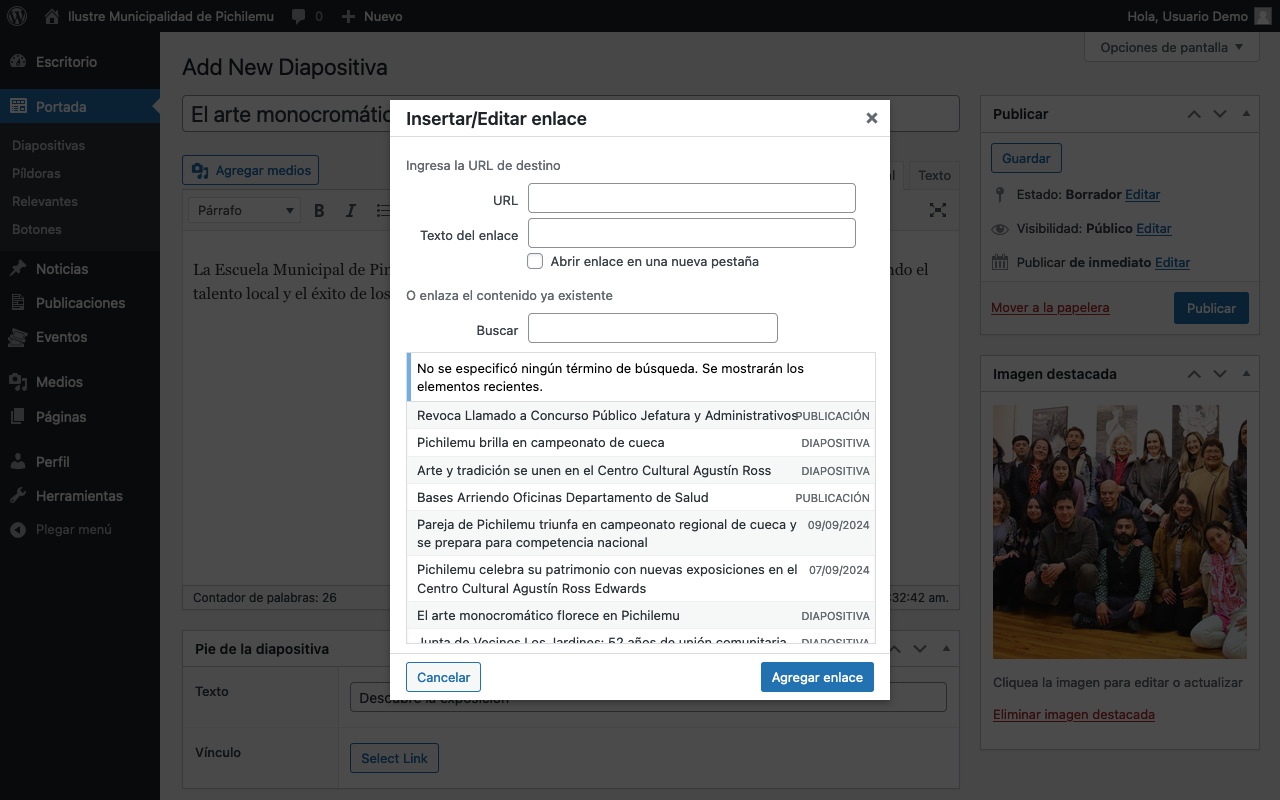 Ilustre Municipalidad de Pichilemu
0
Nuevo
Hola, Usuario Demo
Escritorio
Portada
Diapositivas
Píldoras
Relevantes
Botones
Noticias
Publicaciones
Eventos
Medios
Páginas
Perfil
Herramientas
Plegar menú
Opciones de pantalla
Add New Diapositiva
El arte monocromátic
Agregar medios
Texto
Párrafo
B I
La Escuela Municipal de
talento local y el éxito de los
el
Contador de palabras: 26
:32:42 am.
Pie de la diapositiva
Texto
Descubre la exposición
Vínculo
Select Link
Insertar/Editar enlace
Ingresa la URL de destino
URL
Texto del enlace
Abrir enlace en una nueva pestaña
O enlaza el contenido ya existente
Buscar
No se especificó ningún término de búsqueda. Se mostrarán los
elementos recientes.
Revoca Llamado a Concurso Público Jefatura y Administrativos PUBLICACIÓN
Pichilemu brilla en campeonato de cueca DIAPOSITIVA
Arte y tradición se unen en el Centro Cultural Agustín Ross DIAPOSITIVA
Bases Arriendo Oficinas Departamento de Salud PUBLICACIÓN
Pareja de Pichilemu triunfa en campeonato regional de cueca y 09/09/2024
se prepara para competencia nacional
Pichilemu celebra su patrimonio con nuevas exposiciones en el 07/09/2024
Centro Cultural Agustín Ross Edwards
El arte monocromático florece en Pichilemu DIAPOSITIVA
Junta de Vecinos Los Jardines: 52 años de unión comunitaria DIAPOSITIVA
Cancelar
Agregar enlace
Publicar
Guardar
Estado: Borrador Editar
Visibilidad: Público Editar
Publicar de inmediato Editar
Mover a la papelera
Publicar
Imagen destacada
Cliquea la imagen para editar o actualizar
Eliminar imagen destacada